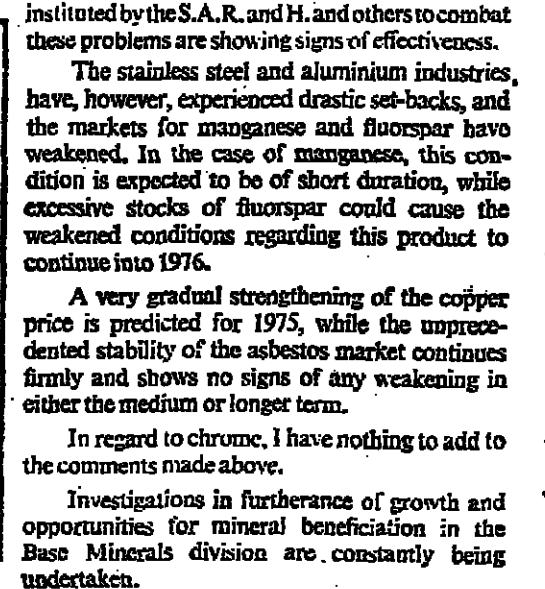 instituted by the S.A.R. and H. and others to combat
these problems are showing signs of effectiveness.
The stainless steel and aluminium industries,
have, however, experienced drastic set-backs, and
the markets for manganese and fluorspar have
weakened. In the case of manganese, this con-
dition is expected to be of short duration, while
excessive stocks of fluorspar could cause the
weakened conditions regarding this product to
continue into 1976.
A very gradual strengthening of the copper
price is predicted for 1975, while the unprece-
dented stability of the asbestos market continues
firmly and shows no signs of any weakening in
either the medium or longer term.
In regard to chrome, I have nothing to add to
the comments made above.
Investigations in furtherance of growth and
opportunities for mineral beneficiation in the
Base Minerals division are constantly being
undertaken.